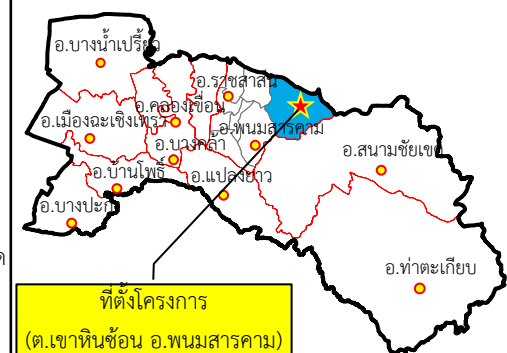 อ.บางน้ำเปรี้ยว
อ.ราชสาส์น
อ.คลองเขื่อน
อ.เมืองฉะเชิงเทรา
อ.พนมสารคาม
อ.บางคล้า
อ.สนามชัยเขต
อ.บ้านโพธิ์
อ.แปลงยาว
อ.บางปะกง
อ.ท่าตะเกียบ
ที่ตั้งโครงการ
(ต.เขาหินซ้อน อ.พนมสารคาม)